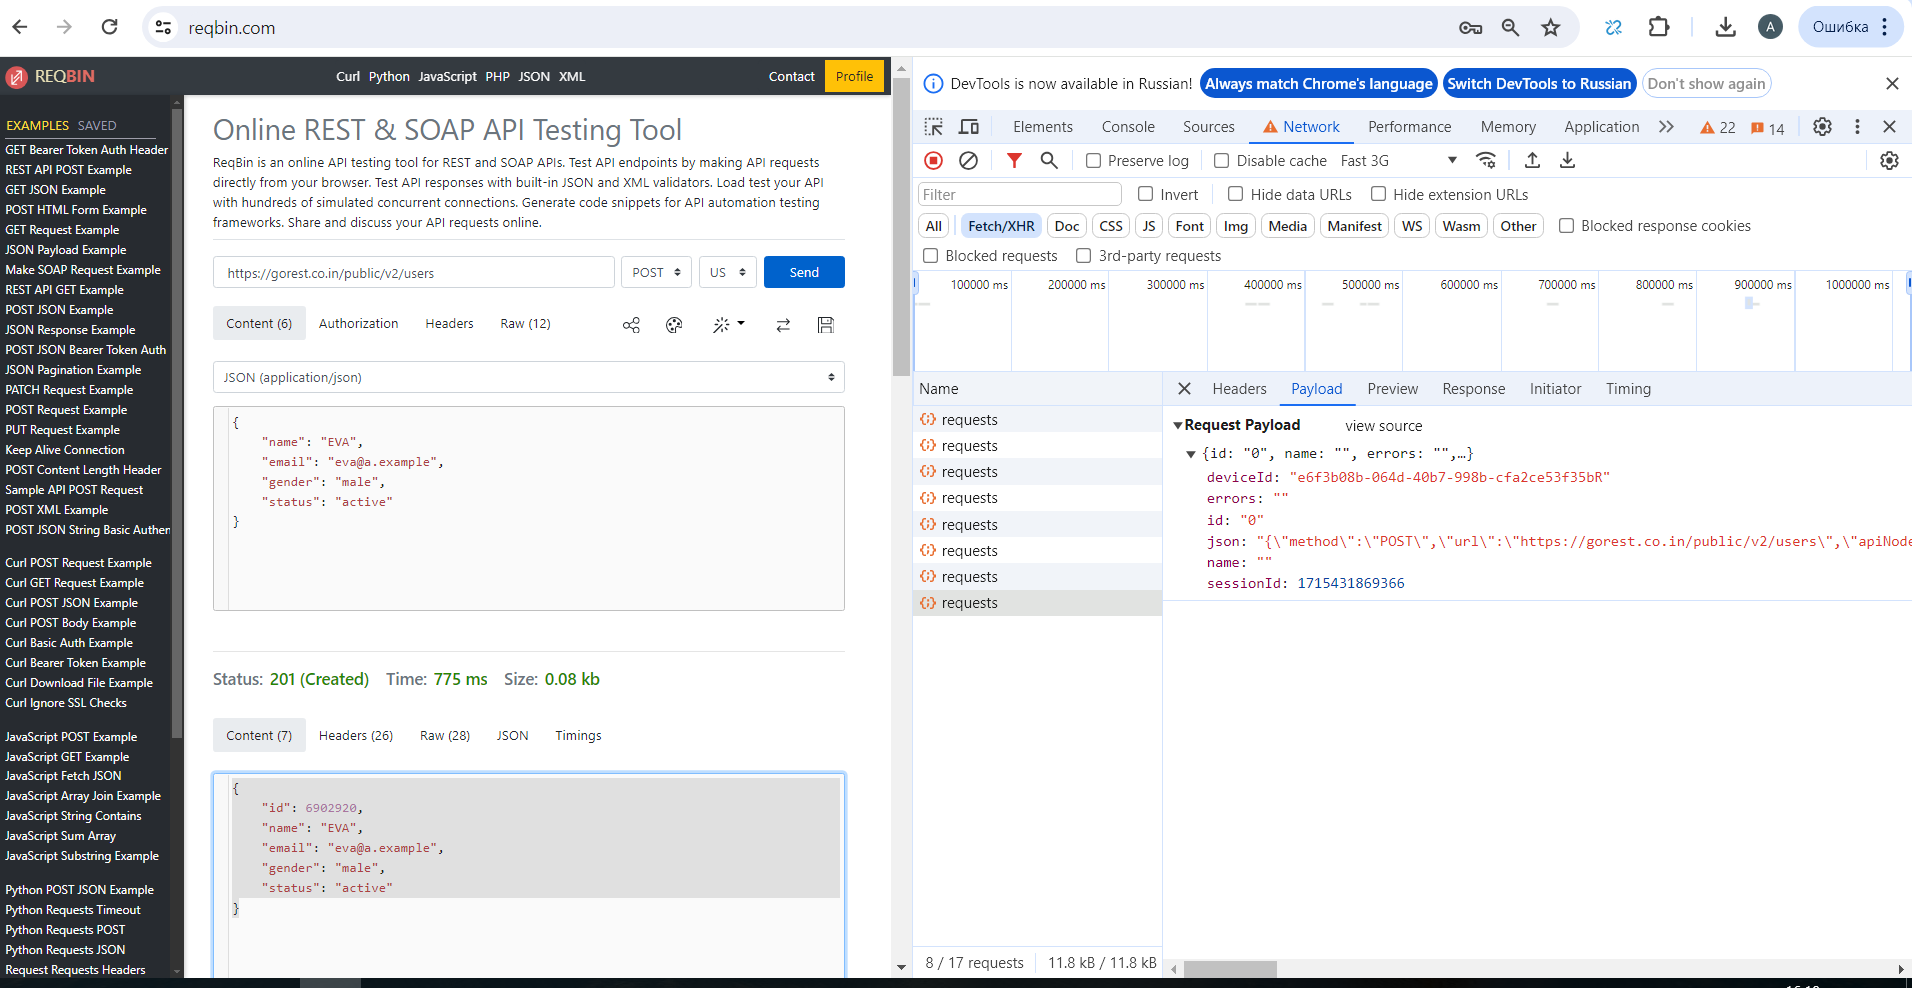 reqbin.com
A
Ошибка
REQBIN
Curl Python JavaScript PHP JSON XML
Contact
Profile
EXAMPLES SAVED
GET Bearer Token Auth Header
REST API POST Example
GET JSON Example
POST HTML Form Example
GET Request Example
JSON Payload Example
Make SOAP Request Example
REST API GET Example
POST JSON Example
JSON Response Example
POST JSON Bearer Token Auth
JSON Pagination Example
PATCH Request Example
POST Request Example
PUT Request Example
Keep Alive Connection
POST Content Length Header
Sample API POST Request
POST XML Example
POST JSON String Basic Authen
Curl POST Request Example
Curl GET Request Example
Curl POST JSON Example
Curl POST Body Example
Curl Basic Auth Example
Curl Bearer Token Example
Curl Download File Example
Curl Ignore SSL Checks
JavaScript POST Example
JavaScript GET Example
JavaScript Fetch JSON
JavaScript Array Join Example
JavaScript String Contains
JavaScript Sum Array
JavaScript Substring Example
Python POST JSON Example
Python Requests Timeout
Python Requests POST
Python Requests JSON
Request Requests Headers
Online REST & SOAP API Testing Tool
ReqBin is an online API testing tool for REST and SOAP APIs. Test API endpoints by making API requests
directly from your browser. Test API responses with built-in JSON and XML validators. Load test your API
with hundreds of simulated concurrent connections. Generate code snippets for API automation testing
frameworks. Share and discuss your API requests online.
https://gorest.co.in/public/v2/users
POST
US
Send
Content (6) Authorization Headers Raw (12)
JSON (application/json)
{
"name": "EVA",
"email": "eva@a.example",
"gender": "male",
"status": "active"
}
Status: 201 (Created) Time: 775 ms Size: 0.08 kb
Content (7) Headers (26) Raw (28) JSON Timings
{
"id": 6902920,
"name": "EVA",
"email": "eva@a.example",
"gender": "male",
"status": "active"
}
DevTools is now available in Russian! Always match Chrome's language Switch DevTools to Russian Don't show again
Elements Console Sources Network Performance Memory Application 22 14
Preserve log Disable cache Fast 3G
Filter Invert Hide data URLs Hide extension URLs
All Fetch/XHR Doc CSS JS Font Img Media Manifest WS Wasm Other Blocked response cookies
Blocked requests 3rd-party requests
100000 ms 200000 ms 300000 ms 400000 ms 500000 ms 600000 ms 700000 ms 800000 ms 900000 ms 1000000 ms
Name
requests
requests
requests
requests
requests
requests
requests
requests
8 / 17 requests 11.8 kB / 11.8 kB
Headers Payload Preview Response Initiator Timing
Request Payload view source
{id: "0", name: "", errors: "",…}
deviceId: "e6f3b08b-064d-40b7-998b-cfa2ce53f35bR"
errors: ""
id: "0"
json: "{\"method\":\"POST\",\"url\":\"https://gorest.co.in/public/v2/users\",\"apiNode
name: ""
sessionId: 1715431869366